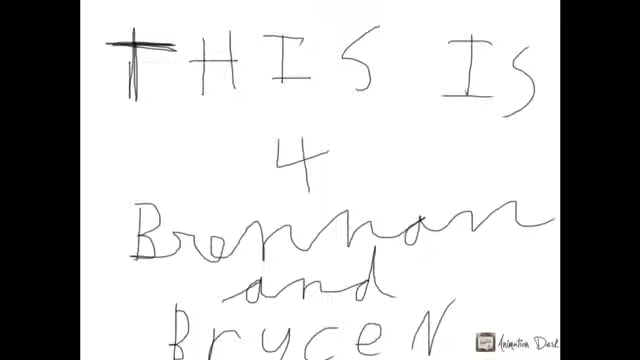 THIS IS
4
Brennan
and
BryceN
Animation Desk